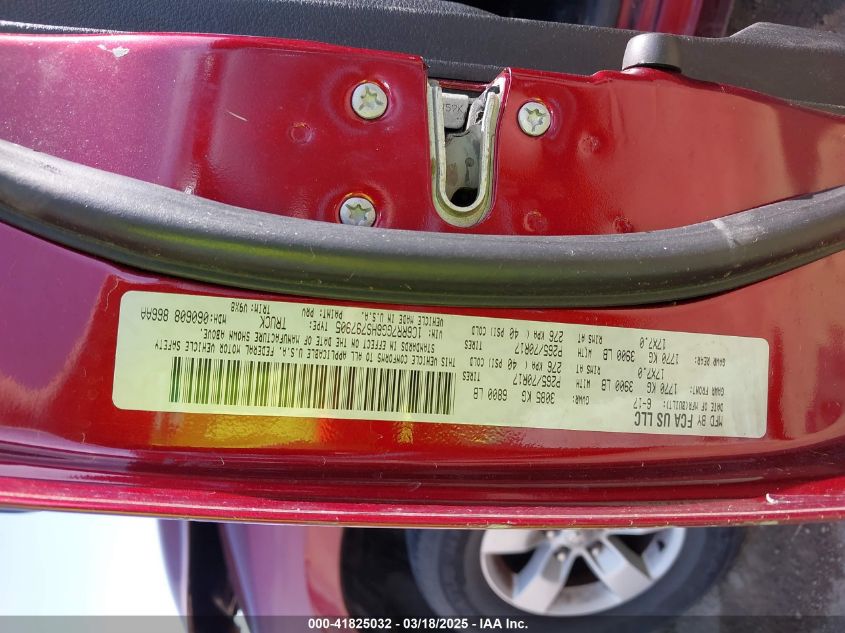 MFD BY FCA US LLC
DATE OF MFR(BUILT): 6-17 GVWR: 3085 KG 6800 LB
GAWR FRONT: 1770 KG 3900 LB WITH P265/70R17 TIRES
17X7.0 RIMS AT 276 KPA ( 40 PSI) COLD
GAWR REAR: 1770 KG 3900 LB WITH P265/70R17 TIRES
17X7.0 RIMS AT 276 KPA ( 40 PSI) COLD
THIS VEHICLE CONFORMS TO ALL APPLICABLE U.S.A. FEDERAL MOTOR VEHICLE SAFETY
STANDARDS IN EFFECT ON THE DATE OF MANUFACTURE SHOWN ABOVE.
VIN: 1C6RR7GG8HS797905 TYPE: TRUCK MDH:060608 866AA
VEHICLE MADE IN U.S.A. PAINT: PRV TRIM: V9X8
000-41825032 - 03/18/2025 - IAA Inc.